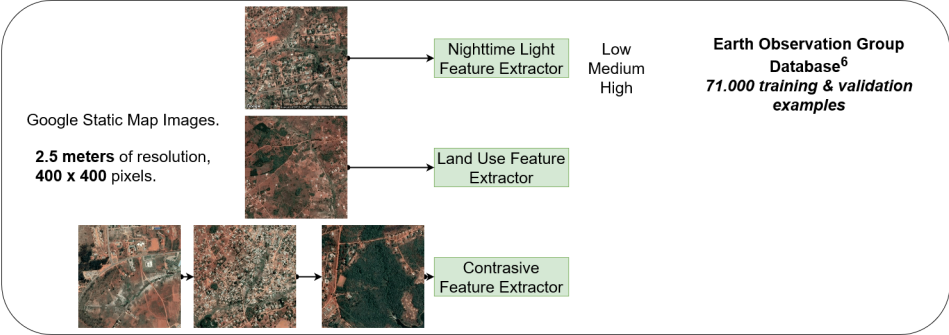 Nighttime Light
Feature Extractor
Low
Medium
High
Earth Observation Group
Database6
71.000 training & validation
examples
Google Static Map Images.
2.5 meters of resolution,
400 x 400 pixels.
Land Use Feature
Extractor
Contrasive
Feature Extractor